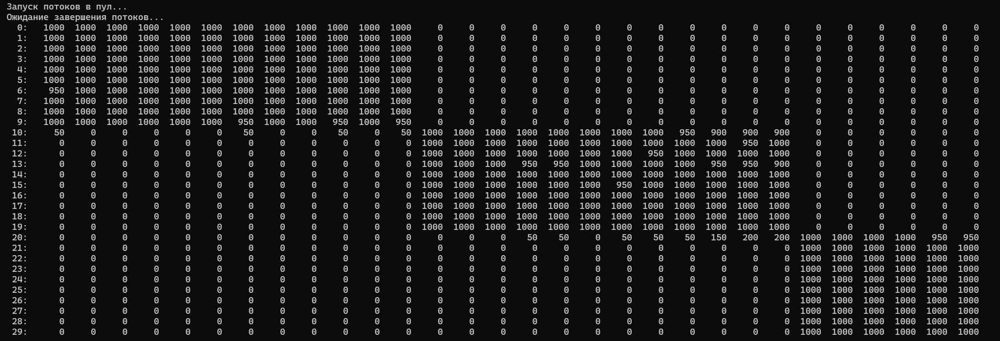 Запуск потоков в пул...
Ожидание завершения потоков...
0: 1000 1000 1000 1000 1000 1000 1000 1000 1000 1000 1000 1000 0 0 0 0 0 0 0 0 0 0 0 0 0 0 0 0 0 0
1: 1000 1000 1000 1000 1000 1000 1000 1000 1000 1000 1000 1000 0 0 0 0 0 0 0 0 0 0 0 0 0 0 0 0 0 0
2: 1000 1000 1000 1000 1000 1000 1000 1000 1000 1000 1000 1000 0 0 0 0 0 0 0 0 0 0 0 0 0 0 0 0 0 0
3: 1000 1000 1000 1000 1000 1000 1000 1000 1000 1000 1000 1000 0 0 0 0 0 0 0 0 0 0 0 0 0 0 0 0 0 0
4: 1000 1000 1000 1000 1000 1000 1000 1000 1000 1000 1000 1000 0 0 0 0 0 0 0 0 0 0 0 0 0 0 0 0 0 0
5: 1000 1000 1000 1000 1000 1000 1000 1000 1000 1000 1000 1000 0 0 0 0 0 0 0 0 0 0 0 0 0 0 0 0 0 0
6: 950 1000 1000 1000 1000 1000 1000 1000 1000 1000 1000 1000 0 0 0 0 0 0 0 0 0 0 0 0 0 0 0 0 0 0
7: 1000 1000 1000 1000 1000 1000 1000 1000 1000 1000 1000 1000 0 0 0 0 0 0 0 0 0 0 0 0 0 0 0 0 0 0
8: 1000 1000 1000 1000 1000 1000 1000 1000 1000 1000 1000 1000 0 0 0 0 0 0 0 0 0 0 0 0 0 0 0 0 0 0
9: 1000 1000 1000 1000 1000 1000 950 1000 1000 950 1000 950 0 0 0 0 0 0 0 0 0 0 0 0 0 0 0 0 0 0
10: 50 0 0 0 0 0 50 0 0 50 0 50 1000 1000 1000 1000 1000 1000 1000 1000 950 900 900 900 0 0 0 0 0 0
11: 0 0 0 0 0 0 0 0 0 0 0 0 1000 1000 1000 1000 1000 1000 1000 1000 1000 1000 950 1000 0 0 0 0 0 0
12: 0 0 0 0 0 0 0 0 0 0 0 0 1000 1000 1000 1000 1000 1000 1000 950 1000 1000 1000 1000 0 0 0 0 0 0
13: 0 0 0 0 0 0 0 0 0 0 0 0 1000 1000 1000 950 950 1000 1000 1000 1000 950 950 900 0 0 0 0 0 0
14: 0 0 0 0 0 0 0 0 0 0 0 0 1000 1000 1000 1000 1000 1000 1000 1000 1000 1000 1000 1000 0 0 0 0 0 0
15: 0 0 0 0 0 0 0 0 0 0 0 0 1000 1000 1000 1000 1000 1000 950 1000 1000 1000 1000 1000 0 0 0 0 0 0
16: 0 0 0 0 0 0 0 0 0 0 0 0 1000 1000 1000 1000 1000 1000 1000 1000 1000 1000 1000 1000 0 0 0 0 0 0
17: 0 0 0 0 0 0 0 0 0 0 0 0 1000 1000 1000 1000 1000 1000 1000 1000 1000 1000 1000 1000 0 0 0 0 0 0
18: 0 0 0 0 0 0 0 0 0 0 0 0 1000 1000 1000 1000 1000 1000 1000 1000 1000 1000 1000 1000 0 0 0 0 0 0
19: 0 0 0 0 0 0 0 0 0 0 0 0 1000 1000 1000 1000 1000 1000 1000 1000 1000 1000 1000 1000 0 0 0 0 0 0
20: 0 0 0 0 0 0 0 0 0 0 0 0 0 0 0 50 50 0 50 50 50 150 200 200 1000 1000 1000 1000 950 950
21: 0 0 0 0 0 0 0 0 0 0 0 0 0 0 0 0 0 0 0 0 0 0 0 0 1000 1000 1000 1000 1000 1000
22: 0 0 0 0 0 0 0 0 0 0 0 0 0 0 0 0 0 0 0 0 0 0 0 0 1000 1000 1000 1000 1000 1000
23: 0 0 0 0 0 0 0 0 0 0 0 0 0 0 0 0 0 0 0 0 0 0 0 0 1000 1000 1000 1000 1000 1000
24: 0 0 0 0 0 0 0 0 0 0 0 0 0 0 0 0 0 0 0 0 0 0 0 0 1000 1000 1000 1000 1000 1000
25: 0 0 0 0 0 0 0 0 0 0 0 0 0 0 0 0 0 0 0 0 0 0 0 0 1000 1000 1000 1000 1000 1000
26: 0 0 0 0 0 0 0 0 0 0 0 0 0 0 0 0 0 0 0 0 0 0 0 0 1000 1000 1000 1000 1000 1000
27: 0 0 0 0 0 0 0 0 0 0 0 0 0 0 0 0 0 0 0 0 0 0 0 0 1000 1000 1000 1000 1000 1000
28: 0 0 0 0 0 0 0 0 0 0 0 0 0 0 0 0 0 0 0 0 0 0 0 0 1000 1000 1000 1000 1000 1000
29: 0 0 0 0 0 0 0 0 0 0 0 0 0 0 0 0 0 0 0 0 0 0 0 0 1000 1000 1000 1000 1000 1000